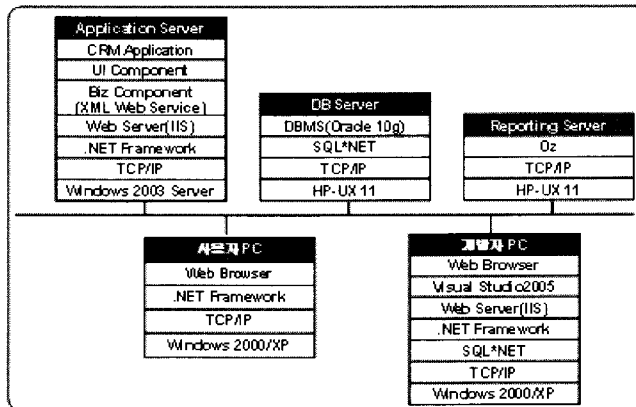 Application Server
CRM Application
UI Component
Biz Component
(XML Web Service)
Web Server(IIS)
.NET Framework
TCP/IP
Windows 2003 Server
DB Server
DBMS(Oracle 10g)
SQL*NET
TCP/IP
HP-UX 11
Reporting Server
Oz
TCP/IP
HP-UX 11
사용자 PC
Web Browser
.NET Framework
TCP/IP
Windows 2000/XP
개발자 PC
Web Browser
Visual Studio2005
Web Server(IIS)
.NET Framework
SQL*NET
TCP/IP
Windows 2000/XP